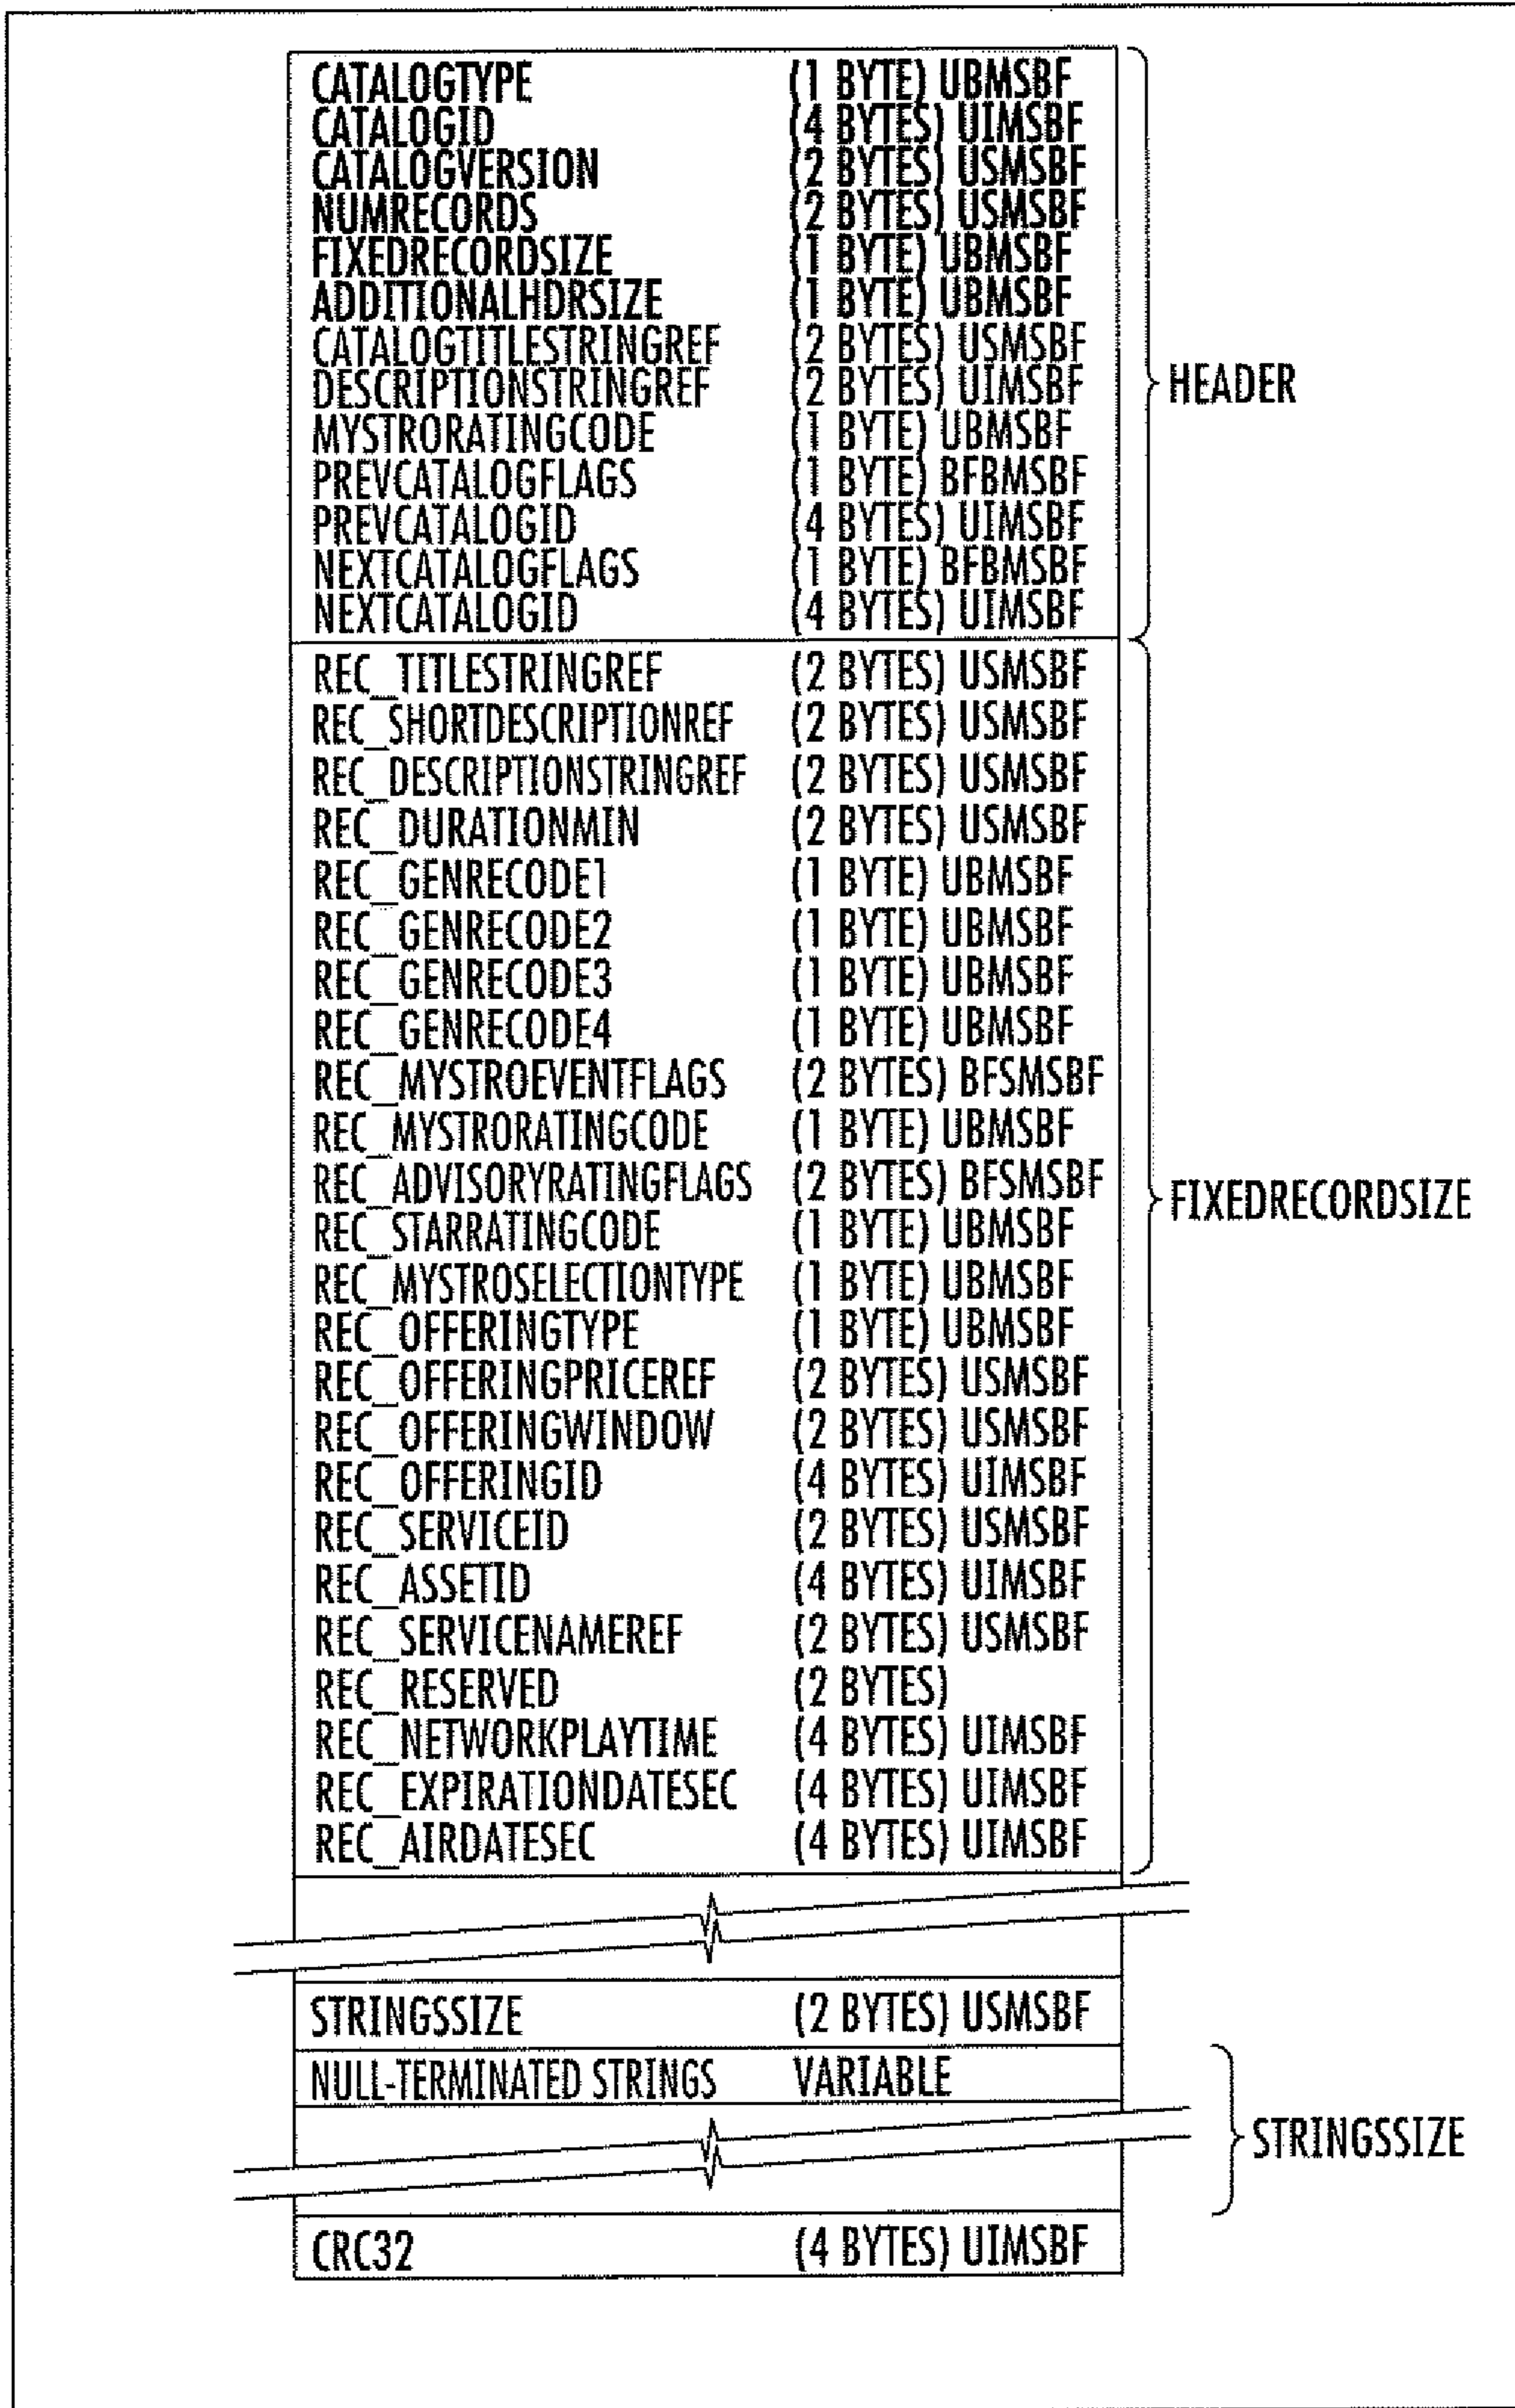 CATALOGTYPE (1 BYTE) UBMSBF
CATALOGID (4 BYTES) UIMSBF
CATALOGVERSION (2 BYTES) USMSBF
NUMRECORDS (2 BYTES) USMSBF
FIXEDRECORDSIZE (1 BYTE) UBMSBF
ADDITIONALHDRSIZE (1 BYTE) UBMSBF
CATALOGTITLESTRINGREF (2 BYTES) USMSBF
DESCRIPTIONSTRINGREF (2 BYTES) UIMSBF
MYSTRORATINGCODE (1 BYTE) UBMSBF
PREVCATALOGFLAGS (1 BYTE) BFBMSBF
PREVCATALOGID (4 BYTES) UIMSBF
NEXTCATALOGFLAGS (1 BYTE) BFBMSBF
NEXTCATALOGID (4 BYTES) UIMSBF
HEADER
REC_TITLESTRINGREF (2 BYTES) USMSBF
REC_SHORTDESCRIPTIONREF (2 BYTES) USMSBF
REC_DESCRIPTIONSTRINGREF (2 BYTES) USMSBF
REC_DURATIONMIN (2 BYTES) USMSBF
REC_GENRECODE1 (1 BYTE) UBMSBF
REC_GENRECODE2 (1 BYTE) UBMSBF
REC_GENRECODE3 (1 BYTE) UBMSBF
REC_GENRECODE4 (1 BYTE) UBMSBF
REC_MYSTROEVENTFLAGS (2 BYTES) BFSMSBF
REC_MYSTRORATINGCODE (1 BYTE) UBMSBF
REC_ADVISORYRATINGFLAGS (2 BYTES) BFSMSBF
REC_STARRATINGCODE (1 BYTE) UBMSBF
REC_MYSTROSELECTIONTYPE (1 BYTE) UBMSBF
REC_OFFERINGTYPE (1 BYTE) UBMSBF
REC_OFFERINGPRICEREF (2 BYTES) USMSBF
REC_OFFERINGWINDOW (2 BYTES) USMSBF
REC_OFFERINGID (4 BYTES) UIMSBF
REC_SERVICEID (2 BYTES) USMSBF
REC_ASSETID (4 BYTES) UIMSBF
REC_SERVICENAMEREF (2 BYTES) USMSBF
REC_RESERVED (2 BYTES)
REC_NETWORKPLAYTIME (4 BYTES) UIMSBF
REC_EXPIRATIONDATESEC (4 BYTES) UIMSBF
REC_AIRDATESEC (4 BYTES) UIMSBF
FIXEDRECORDSIZE
STRINGSSIZE (2 BYTES) USMSBF
NULL-TERMINATED STRINGS VARIABLE
STRINGSSIZE
CRC32 (4 BYTES) UIMSBF